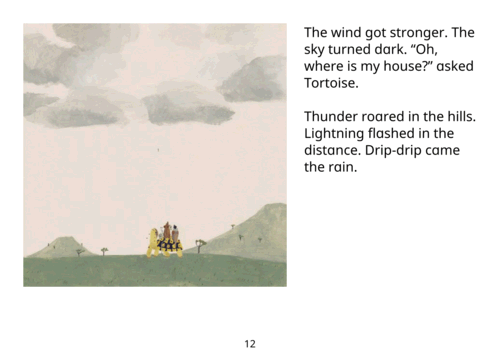 The wind got stronger. The
sky turned dark. “Oh,
where is my house?” asked
Tortoise.
Thunder roared in the hills.
Lightning flashed in the
distance. Drip-drip came
the rain.
12